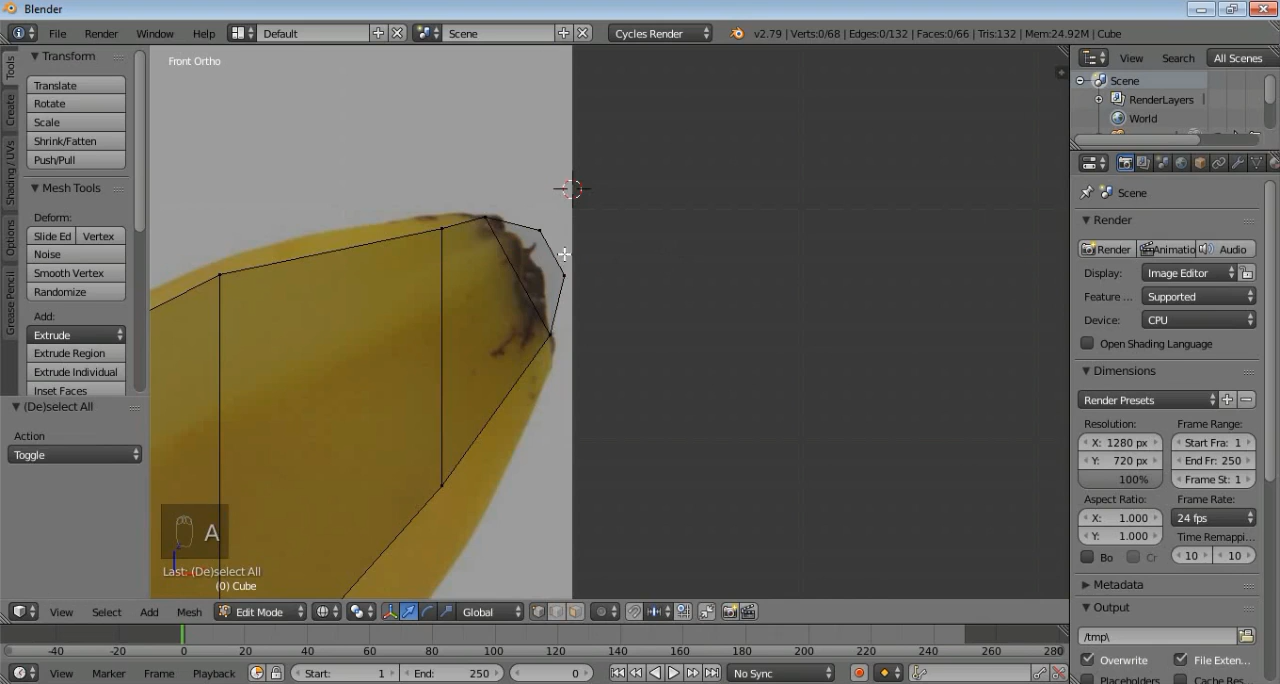 Blender
File Render Window Help Default Scene Cycles Render v2.79 | Verts:0/68 | Edges:0/132 | Faces:0/66 | Tris:132 | Mem:24.92M | Cube
Tools
Create
Shading / UVs
Options
Grease Pencil
Transform
Translate
Rotate
Scale
Shrink/Fatten
Push/Pull
Mesh Tools
Deform:
Slide Ed Vertex
Noise
Smooth Vertex
Randomize
Add:
Extrude
Extrude Region
Extrude Individual
Inset Faces
(De)select All
Action
Toggle
Front Ortho
A
Last: (De)select All
(0) Cube
View Search All Scenes
Scene
RenderLayers
World
Scene
Render
Render Animatio Audio
Display: Image Editor
Feature ... Supported
Device: CPU
Open Shading Language
Dimensions
Render Presets
Resolution: Frame Range:
X: 1280 px Start Fra: 1
Y: 720 px End Fr: 250
100% Frame St: 1
Aspect Ratio: Frame Rate:
X: 1.000 24 fps
Y: 1.000 Time Remappi...
Bo Cr 10 10
Metadata
Output
/tmp\
Overwrite File Exten...
Placeholders Cache Res...
View Select Add Mesh Edit Mode Global
-40 -20 0 20 40 60 80 100 120 140 160 180 200 220 240 260 280
View Marker Frame Playback Start: 1 End: 250 0 No Sync